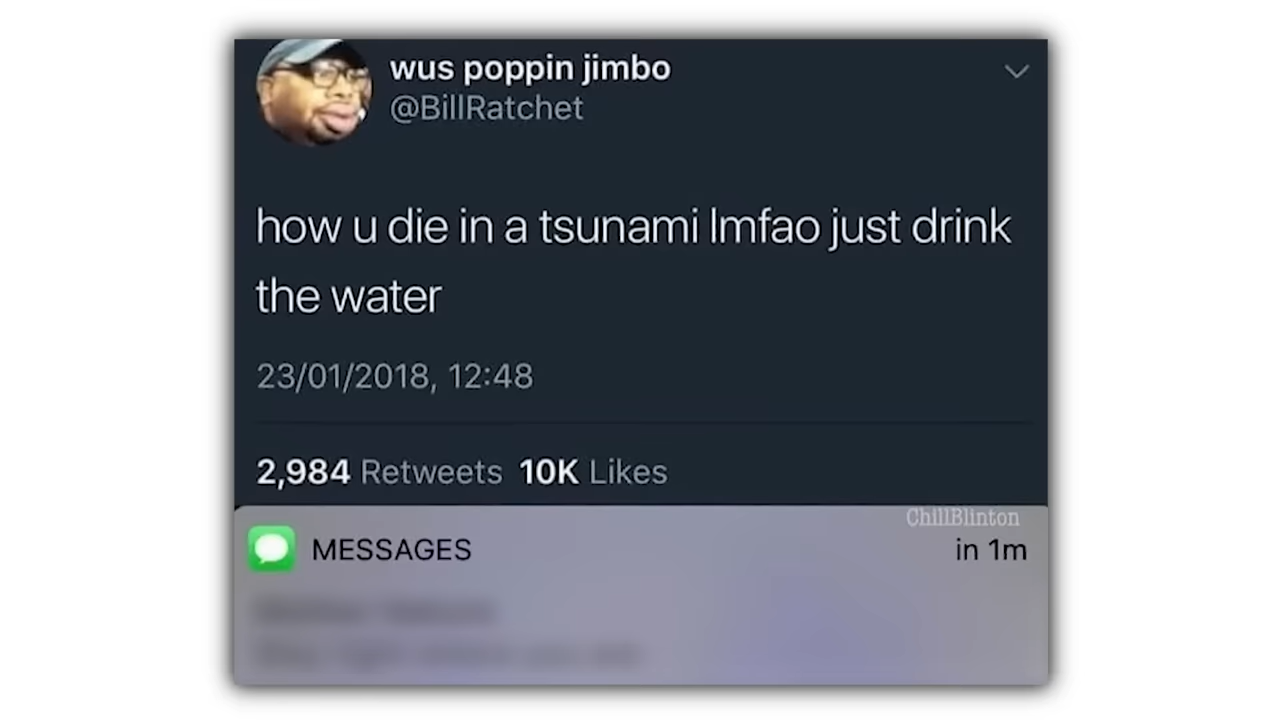 wus poppin jimbo
@BillRatchet
how u die in a tsunami lmfao just drink
the water
23/01/2018, 12:48
2,984 Retweets 10K Likes
ChillBlinton
MESSAGES
in 1m